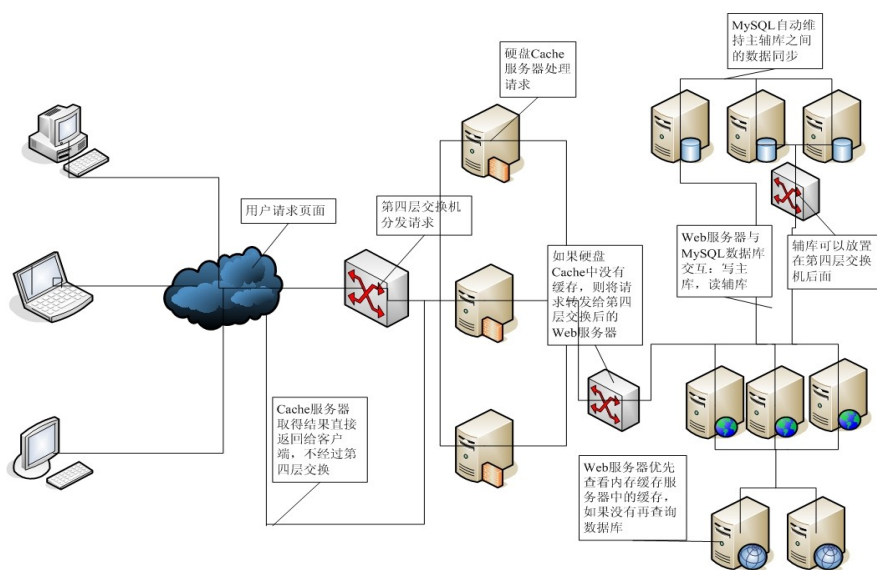 硬盘Cache
服务器处理
请求
MySQL自动维
持主辅库之间
的数据同步
用户请求页面
第四层交换机
分发请求
如果硬盘
Cache中没有
缓存，则将请
求转发给第四
层交换后的
Web服务器
Web服务器与
MySQL数据库
交互：写主
库，读辅库
辅库可以放置
在第四层交换
机后面
Cache服务器
取得结果直接
返回给客户
端，不经过第
四层交换
Web服务器优先
查看内存缓存服
务器中的缓存，
如果没有再查询
数据库